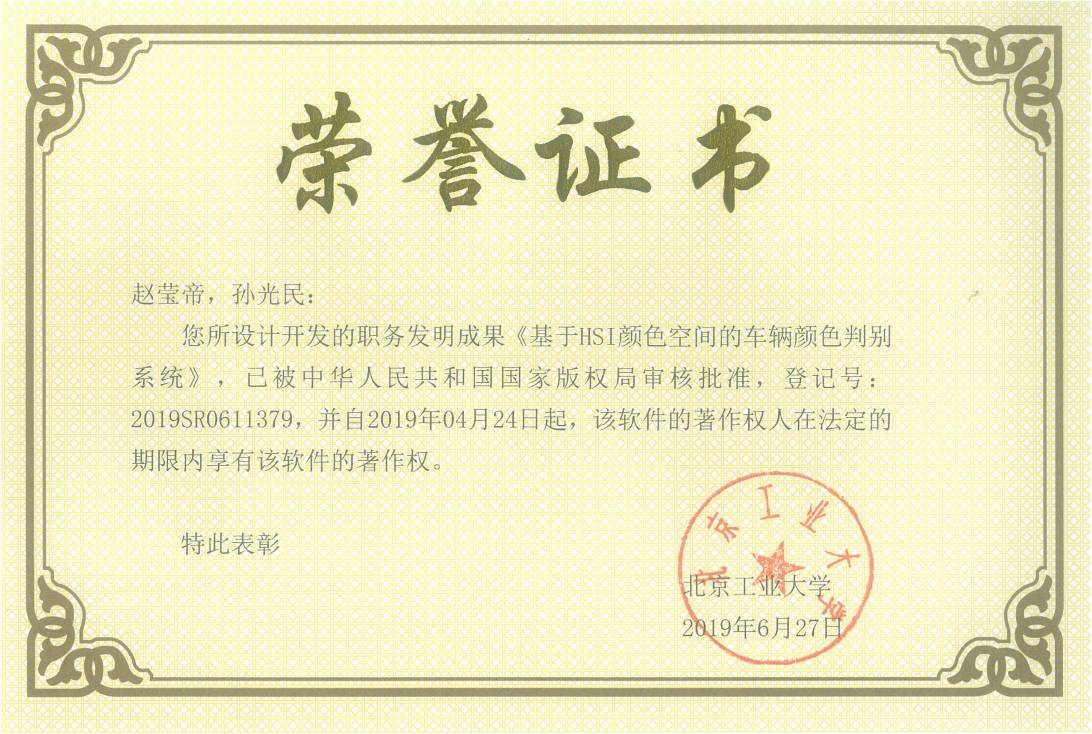 荣誉证书
赵莹帝，孙光民：
您所设计开发的职务发明成果《基于HSI颜色空间的车辆颜色判别
系统》，已被中华人民共和国国家版权局审核批准，登记号：
2019SR0611379，并自2019年04月24日起，该软件的著作权人在法定的
期限内享有该软件的著作权。
特此表彰
北京工业大学
北京工业大学
2019年6月27日